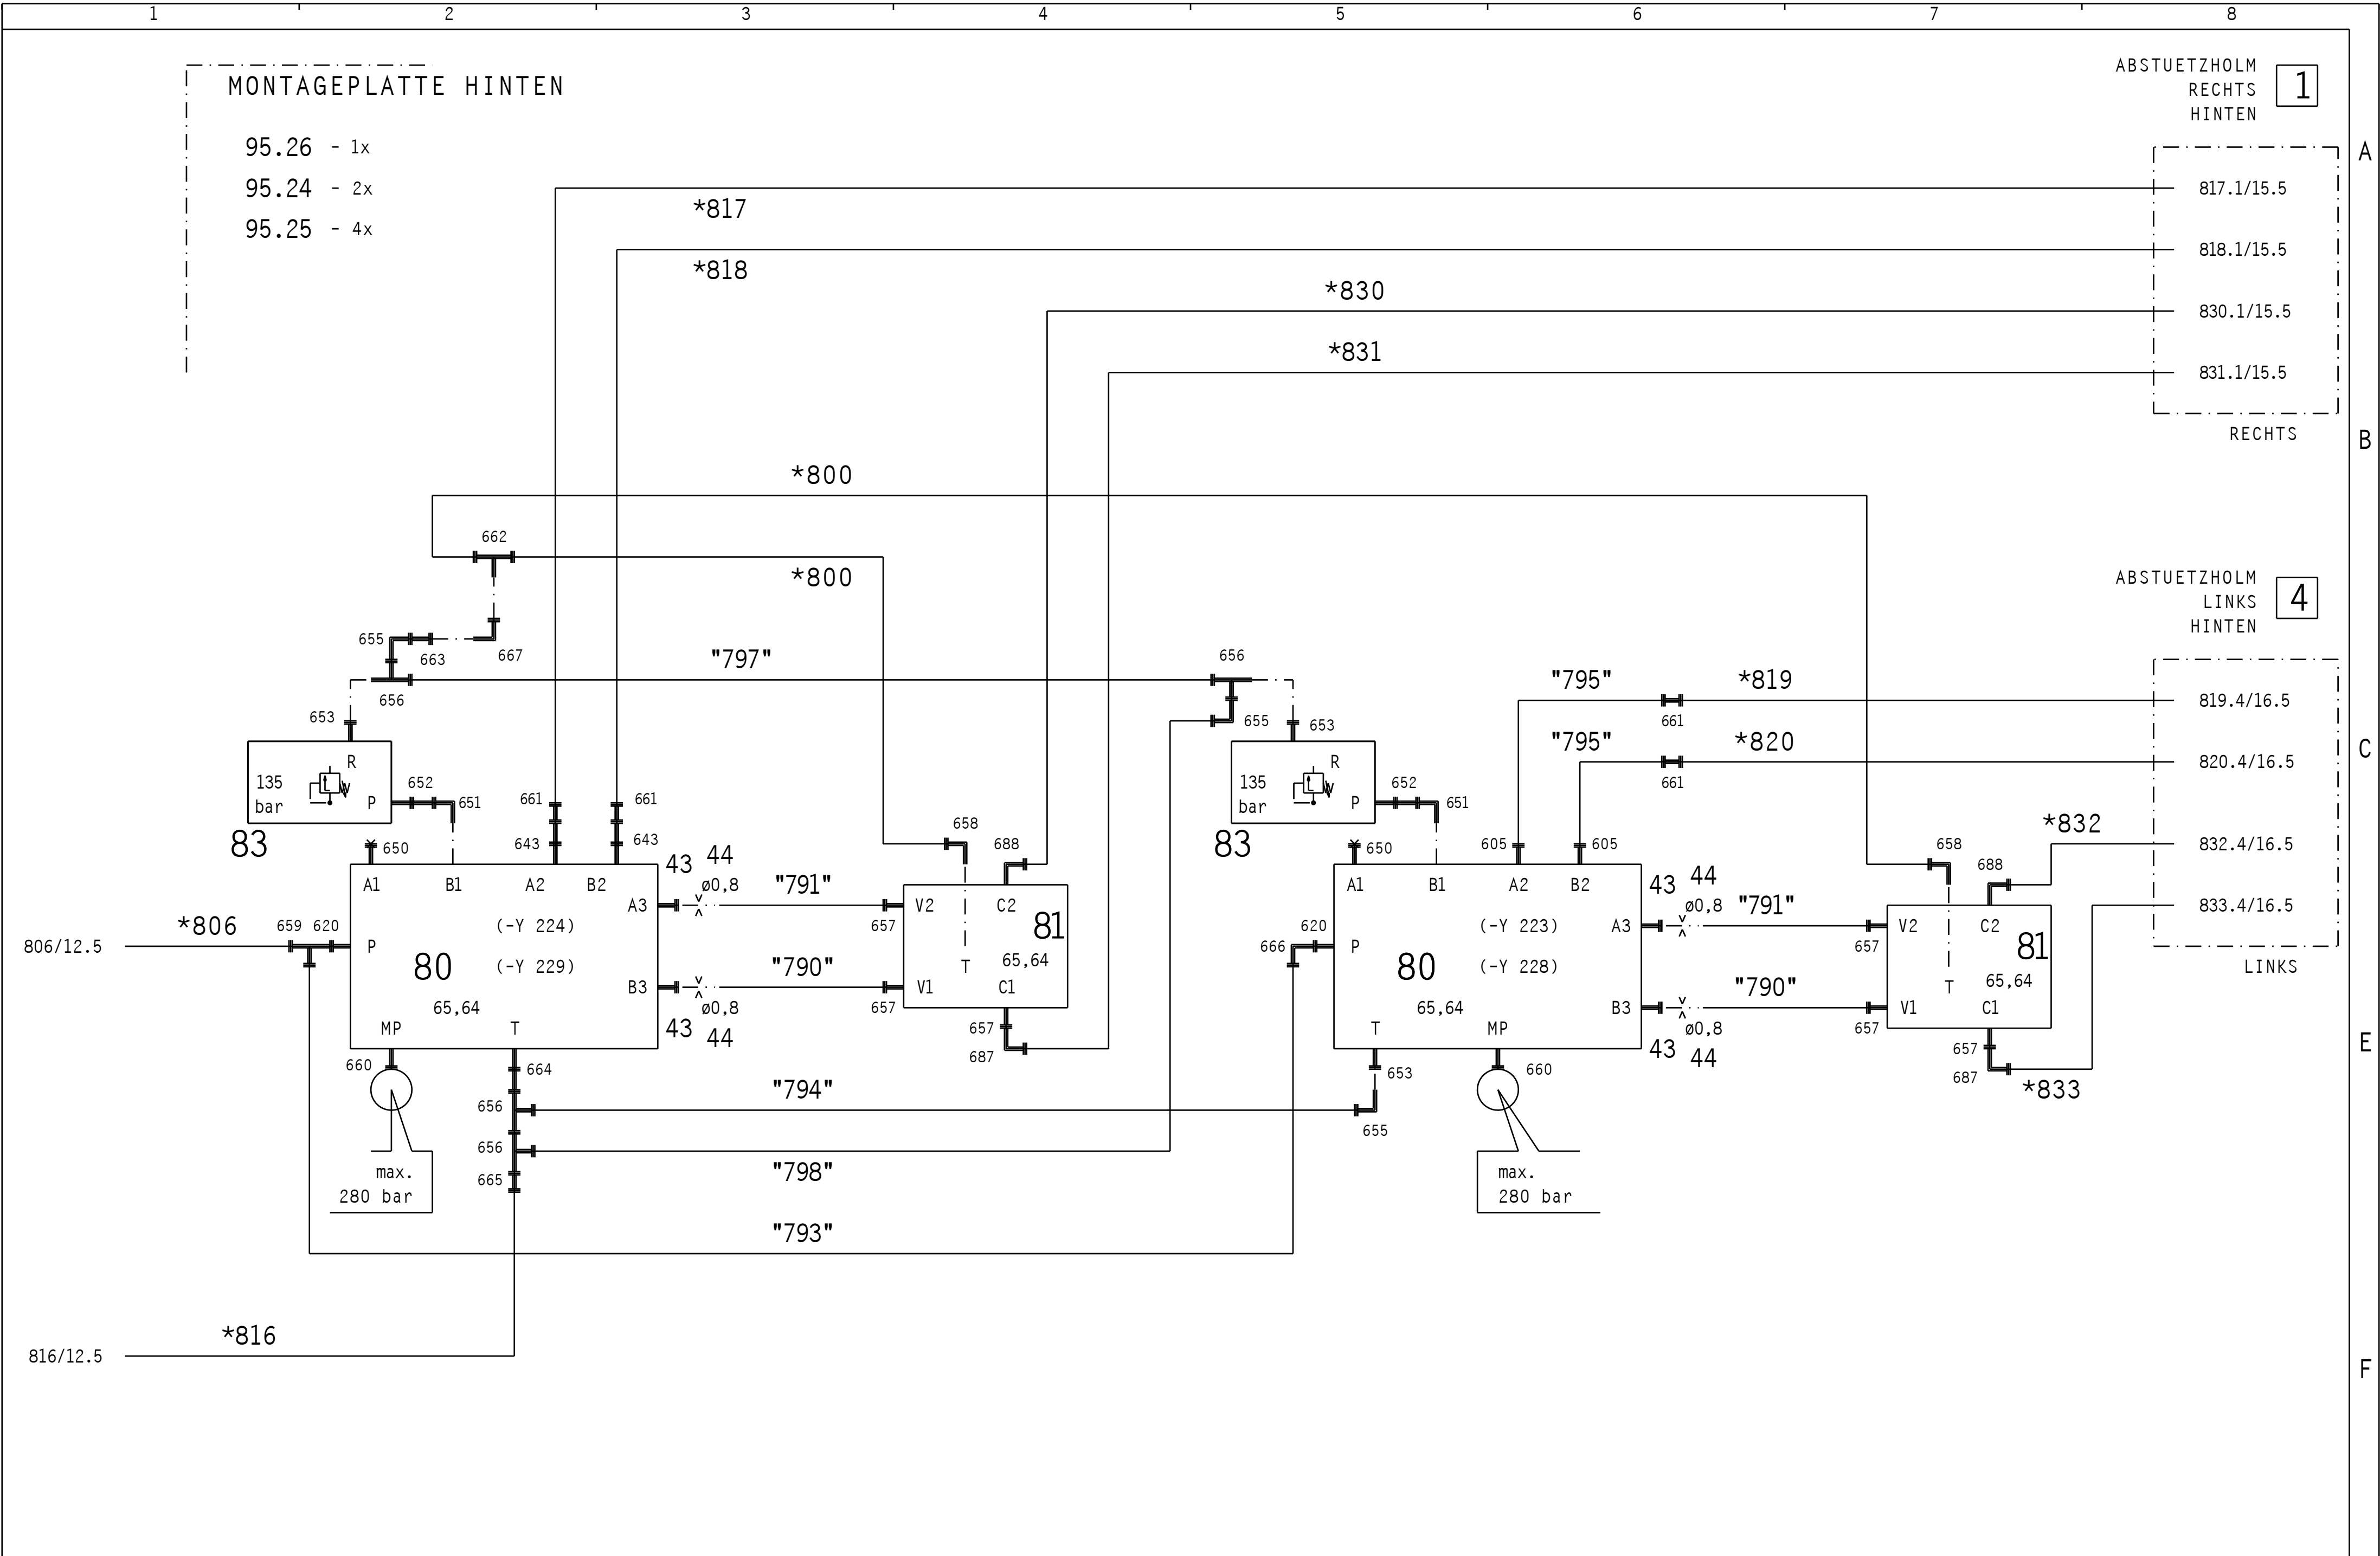 1 2 3 4 5 6 7 8
MONTAGEPLATTE HINTEN
95.26 - 1x
95.24 - 2x
95.25 - 4x
ABSTUETZHOLM
RECHTS
HINTEN
1
A
817.1/15.5
*817
818.1/15.5
*818
*830
830.1/15.5
*831
831.1/15.5
RECHTS
B
*800
662
*800
ABSTUETZHOLM
LINKS
HINTEN
4
655
663
667
"797"
656
656
"795"
*819
819.4/16.5
661
653
655
653
"795"
*820
820.4/16.5
661
C
R
135
bar
P
652
651
83
R
135
bar
P
652
651
83
661
661
643
643
650
650
605
605
658
688
658
688
*832
832.4/16.5
833.4/16.5
LINKS
A1 B1 A2 B2
43 44
ø0,8
"791"
A3
657
V2 C2
81
(-Y 224)
(-Y 229)
80
65,64
806/12.5
*806
659 620
P
T
65,64
"790"
B3
V1 C1
657
ø0,8
43 44
MP T
657
687
A1 B1 A2 B2
43 44
ø0,8
"791"
A3
657
V2 C2
81
(-Y 223)
(-Y 228)
80
65,64
666
620
P
T
65,64
"790"
B3
V1 C1
657
ø0,8
43 44
T MP
657
687
*833
E
660
664
653
660
656
"794"
655
656
"798"
665
max.
280 bar
max.
280 bar
"793"
*816
816/12.5
F